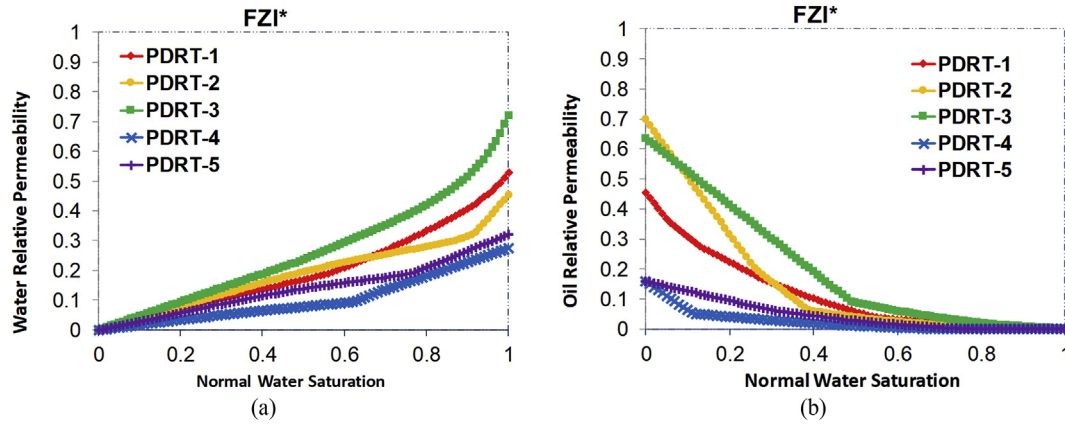 FZI*
1
0.9
0.8
0.7
0.6
0.5
0.4
0.3
0.2
0.1
0
Water Relative Permeability
PDRT-1
PDRT-2
PDRT-3
PDRT-4
PDRT-5
0 0.2 0.4 0.6 0.8 1
Normal Water Saturation
(a)
FZI*
1
0.9
0.8
0.7
0.6
0.5
0.4
0.3
0.2
0.1
0
Oil Relative Permeability
PDRT-1
PDRT-2
PDRT-3
PDRT-4
PDRT-5
0 0.2 0.4 0.6 0.8 1
Normal Water Saturation
(b)